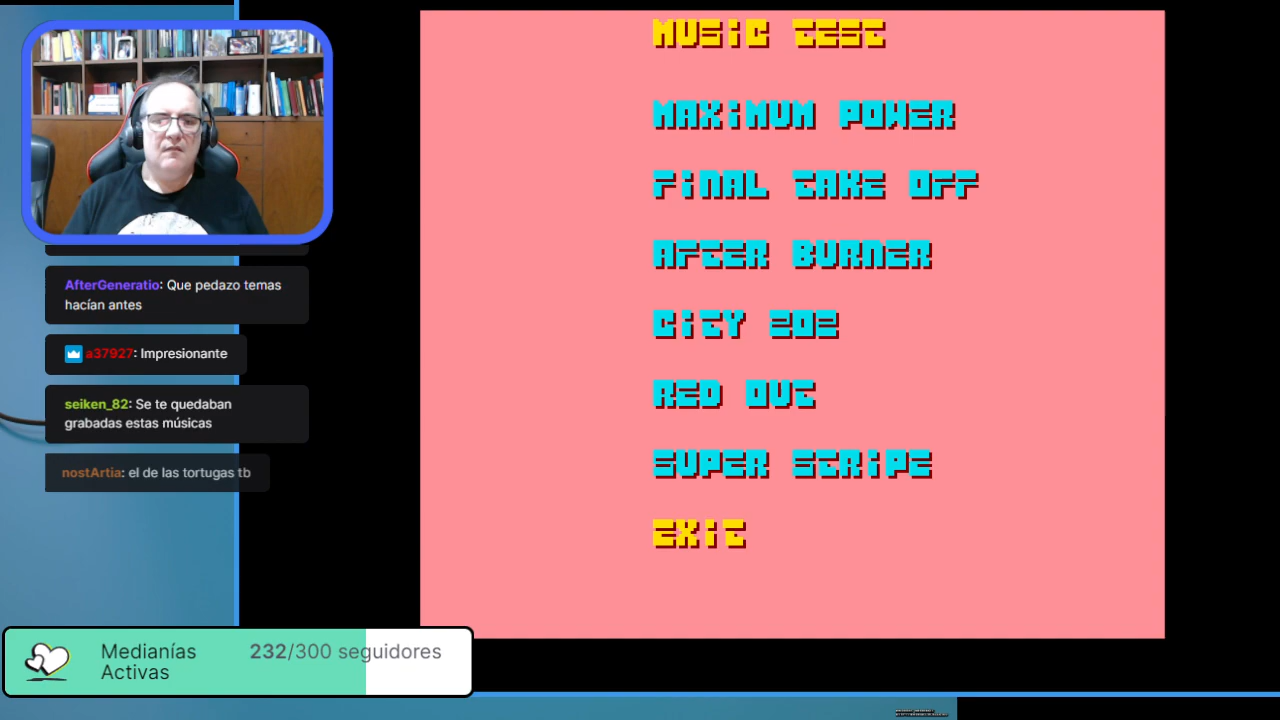 MUSiC TEST
MAXiMUM POWER
FiNAL TAKE OFF
AFTER BURNER
CiTY 202
RED OUT
SUPER STRiPE
EXiT
AfterGeneratio: Que pedazo temas
hacían antes
a37927: Impresionante
seiken_82: Se te quedaban
grabadas estas músicas
nostArtia: el de las tortugas tb
Medianías
Activas
232/300 seguidores